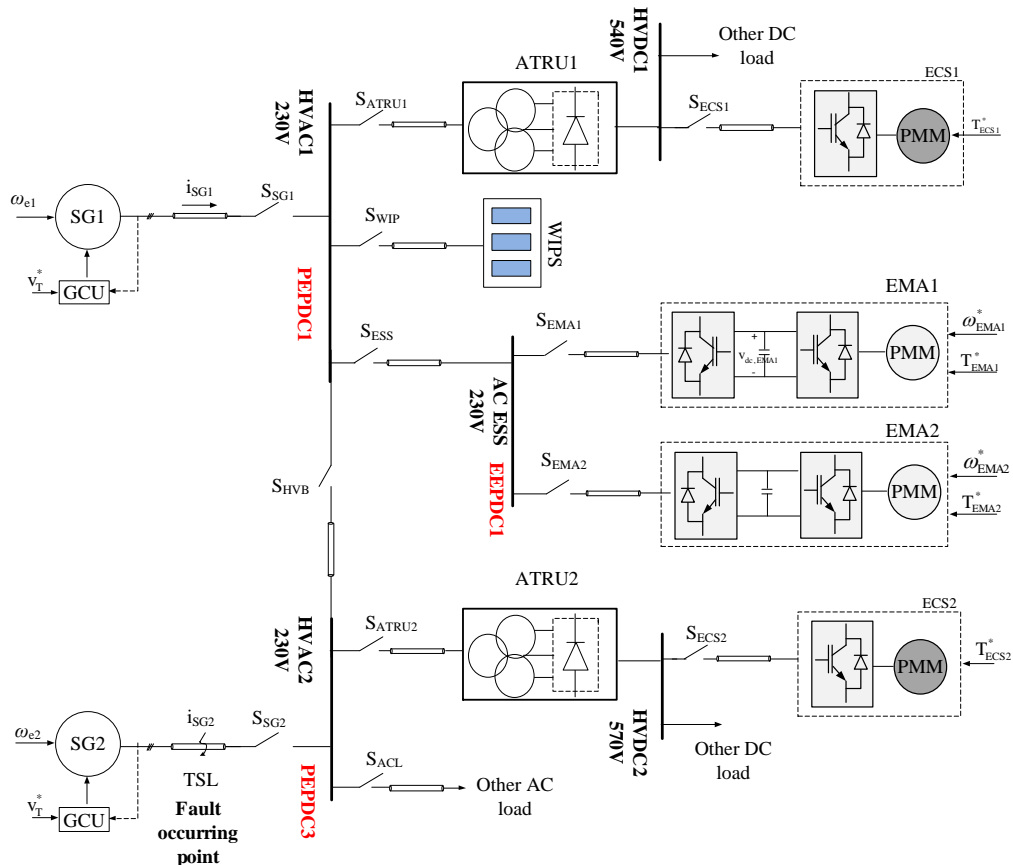 HVDC1
540V
Other DC
load
ATRU1
ECS1
S_ATRU1
S_ECS1
PMM
T*_ECS1
HVAC1
230V
i_SG1
S_SG1
ω_e1
SG1
S_WIP
WIPS
v*_T
GCU
PEPDC1
EMA1
S_ESS
S_EMA1
ω*_EMA1
+
v_dc,EMA1
-
PMM
T*_EMA1
AC ESS
230V
EMA2
S_EMA2
ω*_EMA2
S_HVB
EEPDC1
PMM
T*_EMA2
ATRU2
ECS2
HVAC2
230V
S_ATRU2
S_ECS2
PMM
T*_ECS2
HVDC2
570V
i_SG2
S_SG2
ω_e2
SG2
Other DC
load
S_ACL
TSL
Other AC
load
v*_T
GCU
PEPDC3
Fault
occurring
point